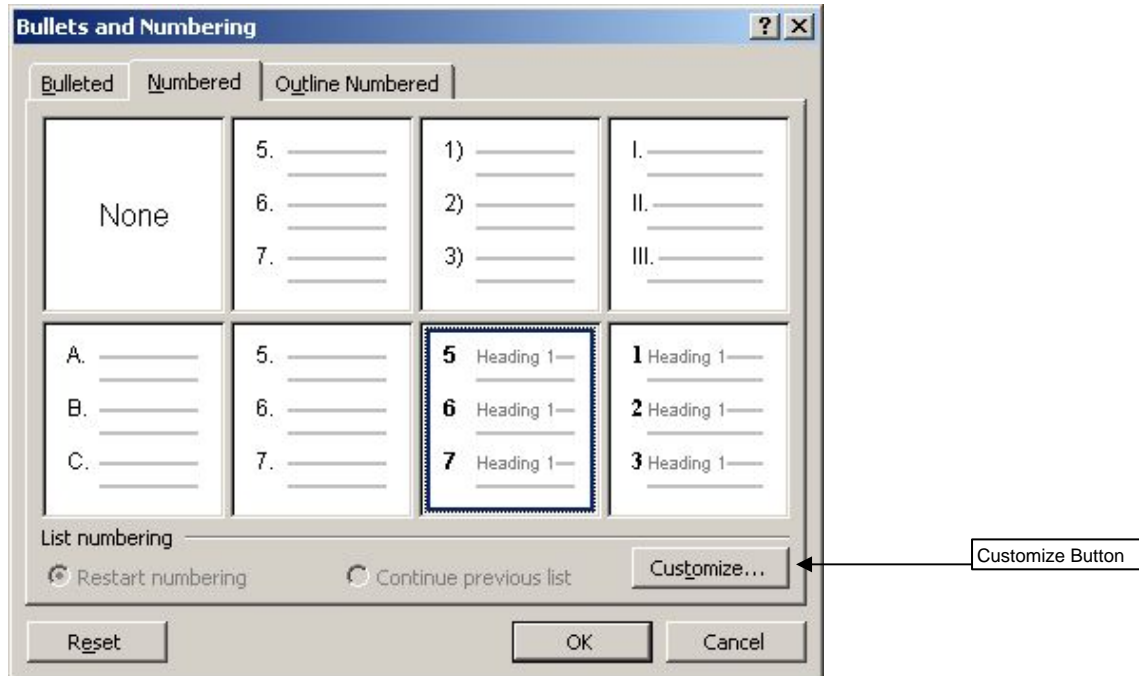 Bullets and Numbering
Bulleted Numbered Outline Numbered
None
5.
6.
7.
1)
2)
3)
I.
II.
III.
A.
B.
C.
5.
6.
7.
5 Heading 1
6 Heading 1
7 Heading 1
1 Heading 1
2 Heading 1
3 Heading 1
List numbering
Restart numbering Continue previous list Customize...
Customize Button
Reset OK Cancel